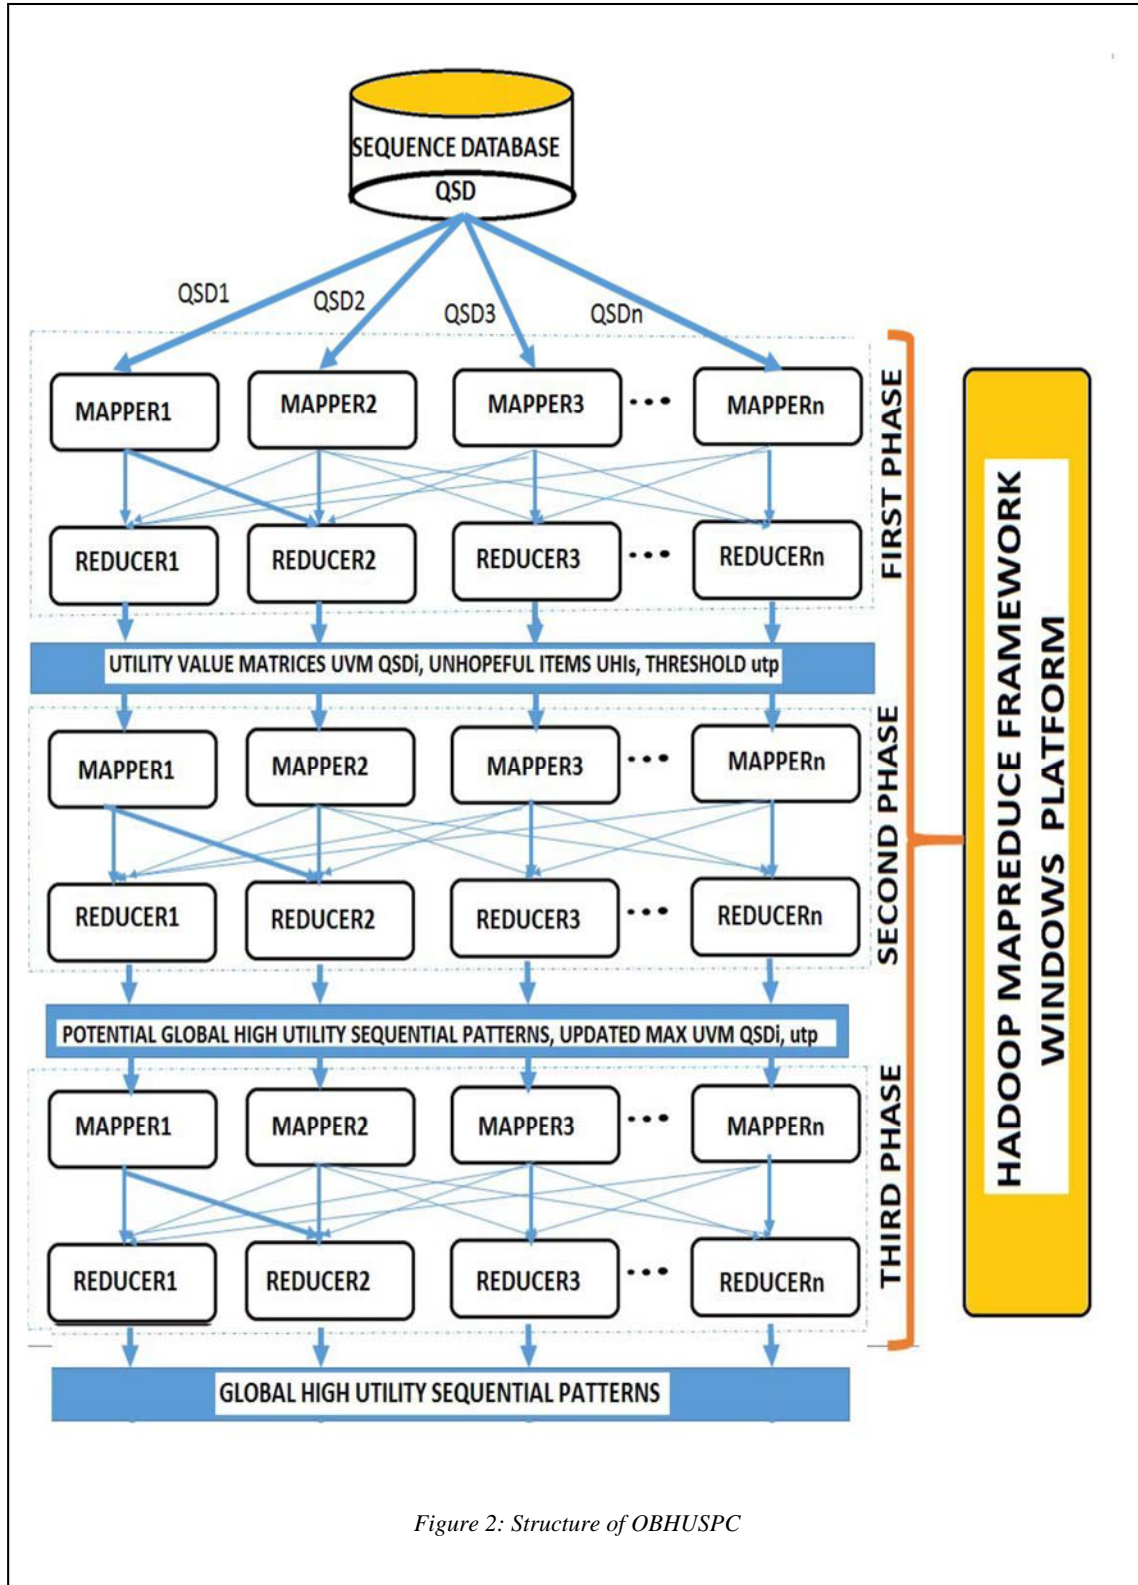 SEQUENCE DATABASE
QSD
QSD1
QSD2
QSD3
QSDn
MAPPER1
MAPPER2
MAPPER3
•••
MAPPERn
REDUCER1
REDUCER2
REDUCER3
•••
REDUCERn
FIRST PHASE
UTILITY VALUE MATRICES UVM QSDi, UNHOPEFUL ITEMS UHIs, THRESHOLD utp
MAPPER1
MAPPER2
MAPPER3
•••
MAPPERn
REDUCER1
REDUCER2
REDUCER3
•••
REDUCERn
SECOND PHASE
POTENTIAL GLOBAL HIGH UTILITY SEQUENTIAL PATTERNS, UPDATED MAX UVM QSDi, utp
MAPPER1
MAPPER2
MAPPER3
•••
MAPPERn
REDUCER1
REDUCER2
REDUCER3
•••
REDUCERn
THIRD PHASE
GLOBAL HIGH UTILITY SEQUENTIAL PATTERNS
HADOOP MAPREDUCE FRAMEWORK
WINDOWS PLATFORM
Figure 2: Structure of OBHUSPC